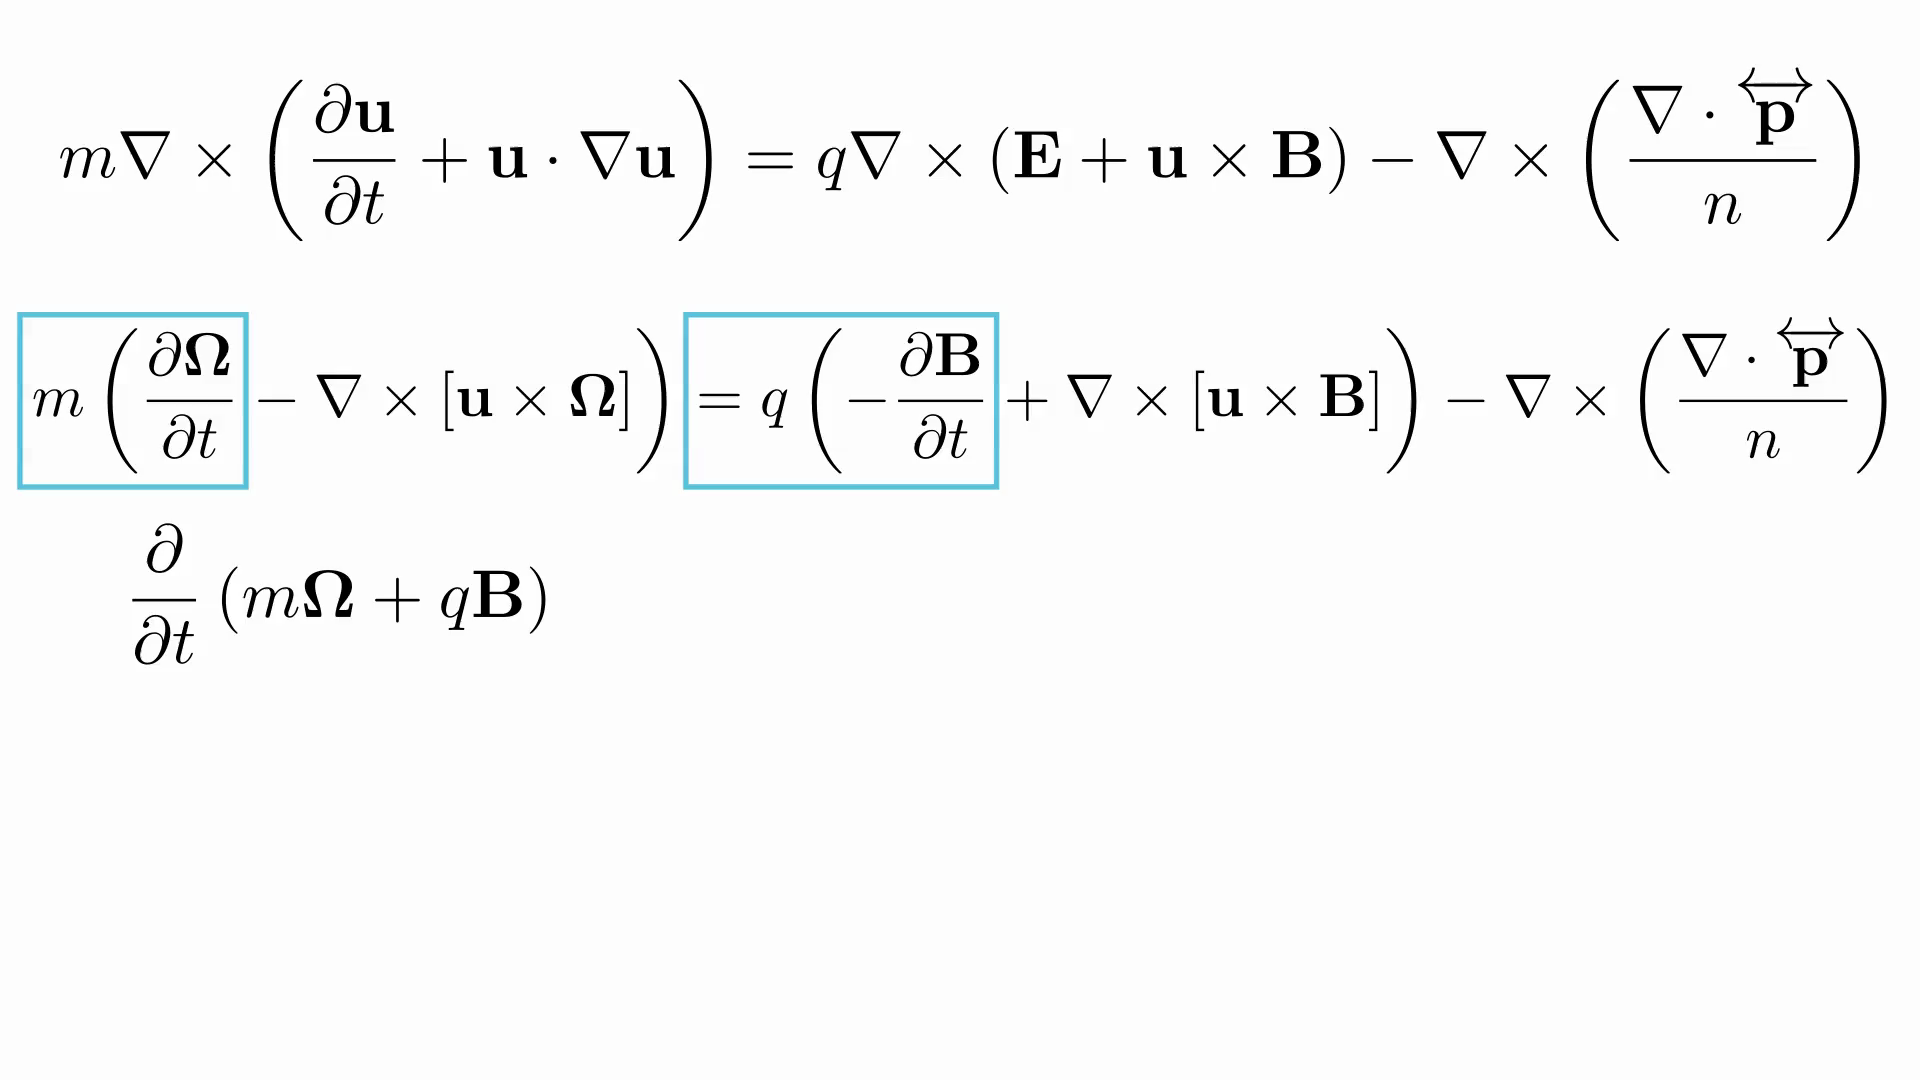 m∇ × (∂𝐮/∂t + 𝐮 · ∇𝐮) = q∇ × (𝐄 + 𝐮 × 𝐁) − ∇ × (∇ · 𝐩⃡/n)
m(∂𝛀/∂t − ∇ × [𝐮 × 𝛀]) = q(−∂𝐁/∂t + ∇ × [𝐮 × 𝐁]) − ∇ × (∇ · 𝐩⃡/n)
∂/∂t (m𝛀 + q𝐁)